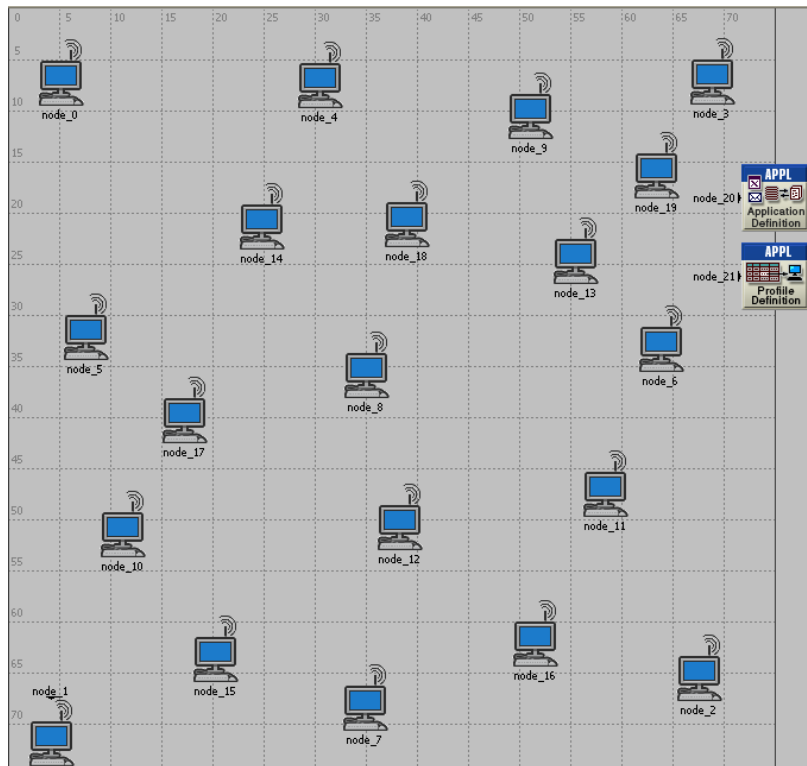 0 5 10 15 20 25 30 35 40 45 50 55 60 65 70
5
10
15
20
25
30
35
40
45
50
55
60
65
70
node_0
node_4
node_9
node_3
node_19
node_20
APPL
Application
Definition
node_14
node_18
node_13
node_21
APPL
Profiile
Definition
node_5
node_8
node_6
node_17
node_11
node_10
node_12
node_15
node_16
node_2
node_1
node_7